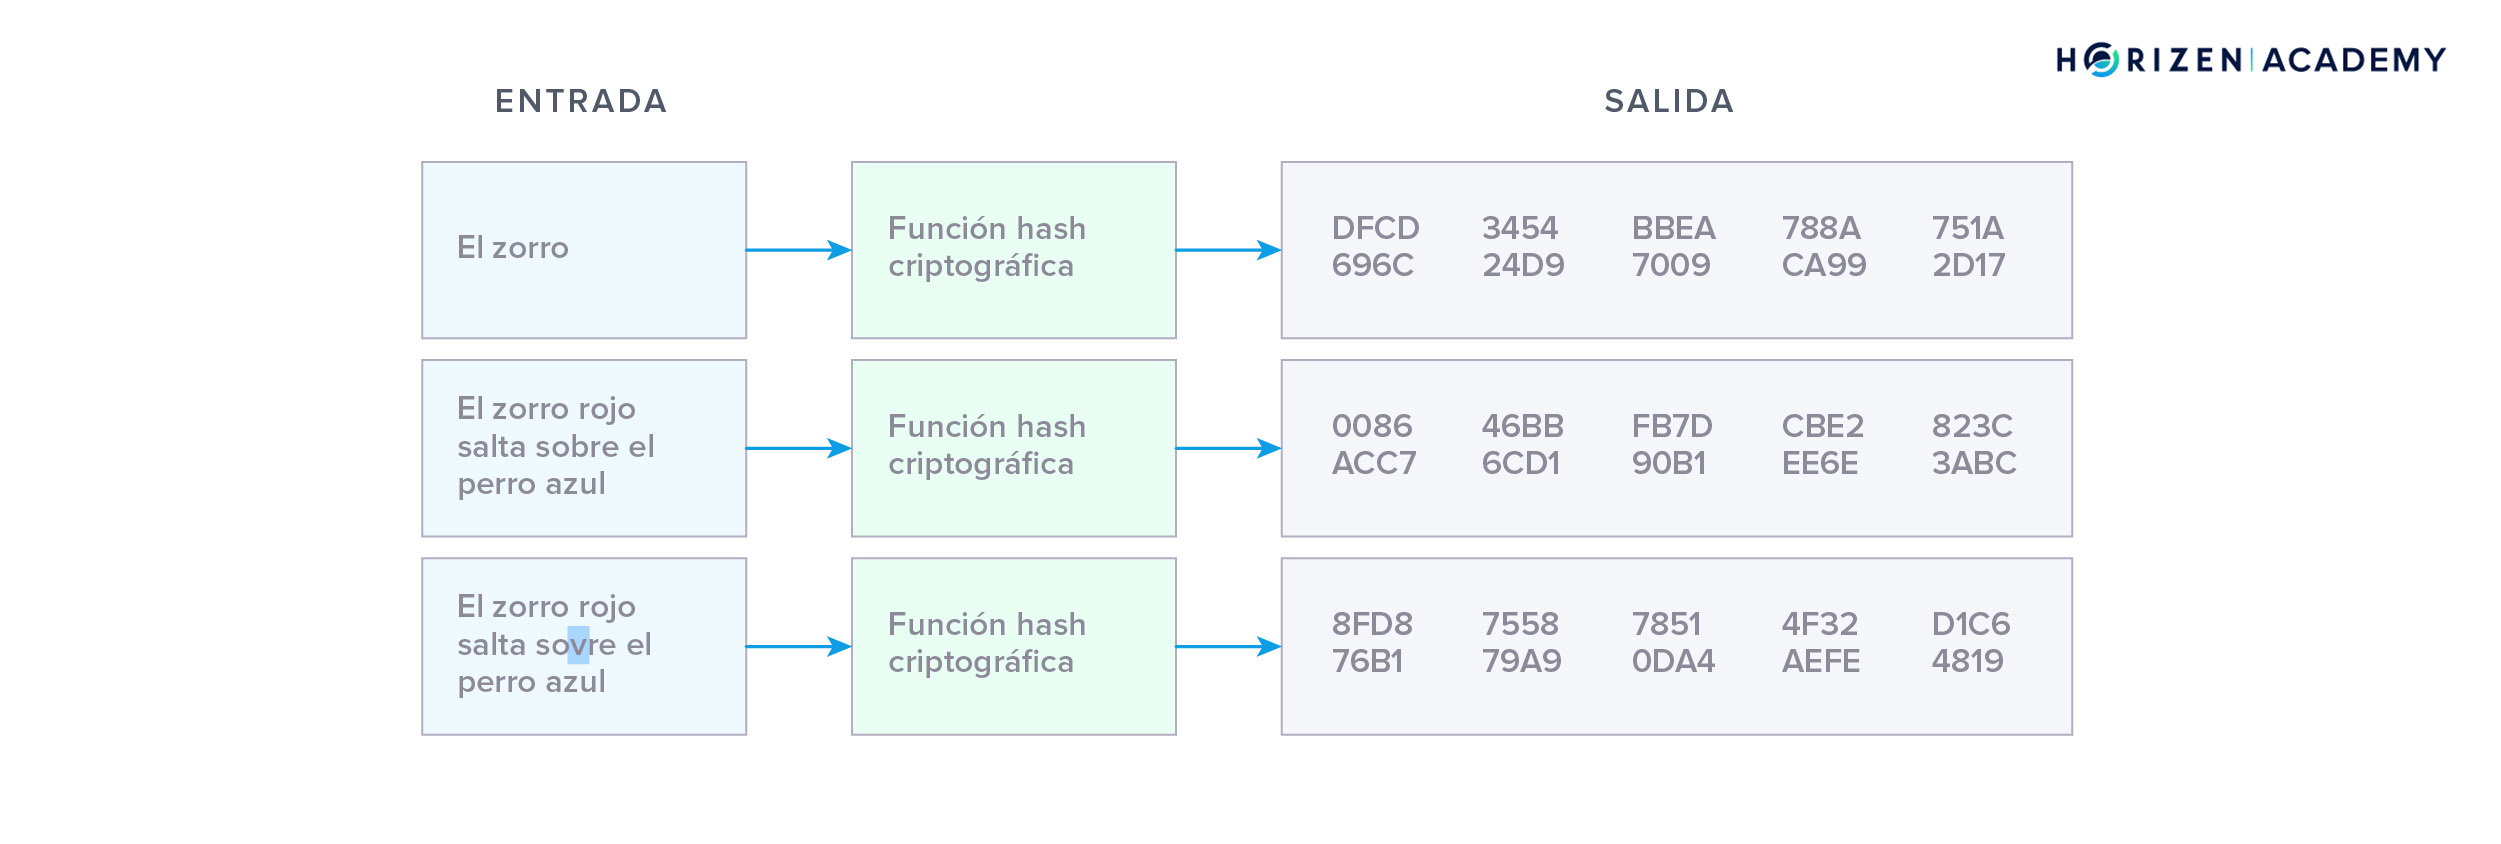 HORIZEN ACADEMY
ENTRADA
SALIDA
El zorro
Función hash
criptográfica
DFCD 3454 BBEA 788A 751A
696C 24D9 7009 CA99 2D17
El zorro rojo
salta sobre el
perro azul
Función hash
criptográfica
0086 46BB FB7D CBE2 823C
ACC7 6CD1 90B1 EE6E 3ABC
El zorro rojo
salta sovre el
perro azul
Función hash
criptográfica
8FD8 7558 7851 4F32 D1C6
76B1 79A9 0DA4 AEFE 4819